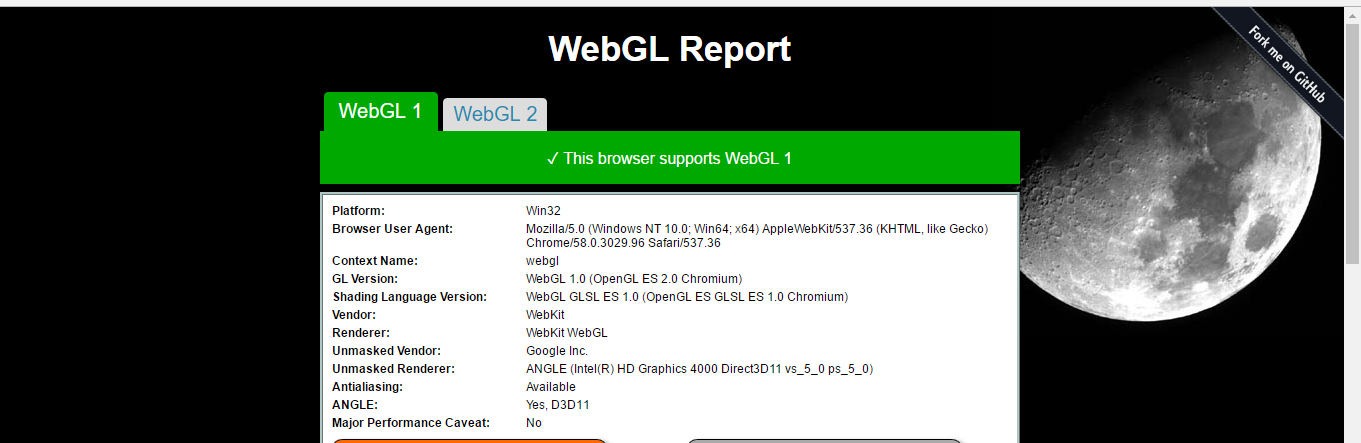 WebGL Report
Fork me on GitHub
WebGL 1
WebGL 2
✓ This browser supports WebGL 1
Platform: Win32
Browser User Agent: Mozilla/5.0 (Windows NT 10.0; Win64; x64) AppleWebKit/537.36 (KHTML, like Gecko)
Chrome/58.0.3029.96 Safari/537.36
Context Name: webgl
GL Version: WebGL 1.0 (OpenGL ES 2.0 Chromium)
Shading Language Version: WebGL GLSL ES 1.0 (OpenGL ES GLSL ES 1.0 Chromium)
Vendor: WebKit
Renderer: WebKit WebGL
Unmasked Vendor: Google Inc.
Unmasked Renderer: ANGLE (Intel(R) HD Graphics 4000 Direct3D11 vs_5_0 ps_5_0)
Antialiasing: Available
ANGLE: Yes, D3D11
Major Performance Caveat: No